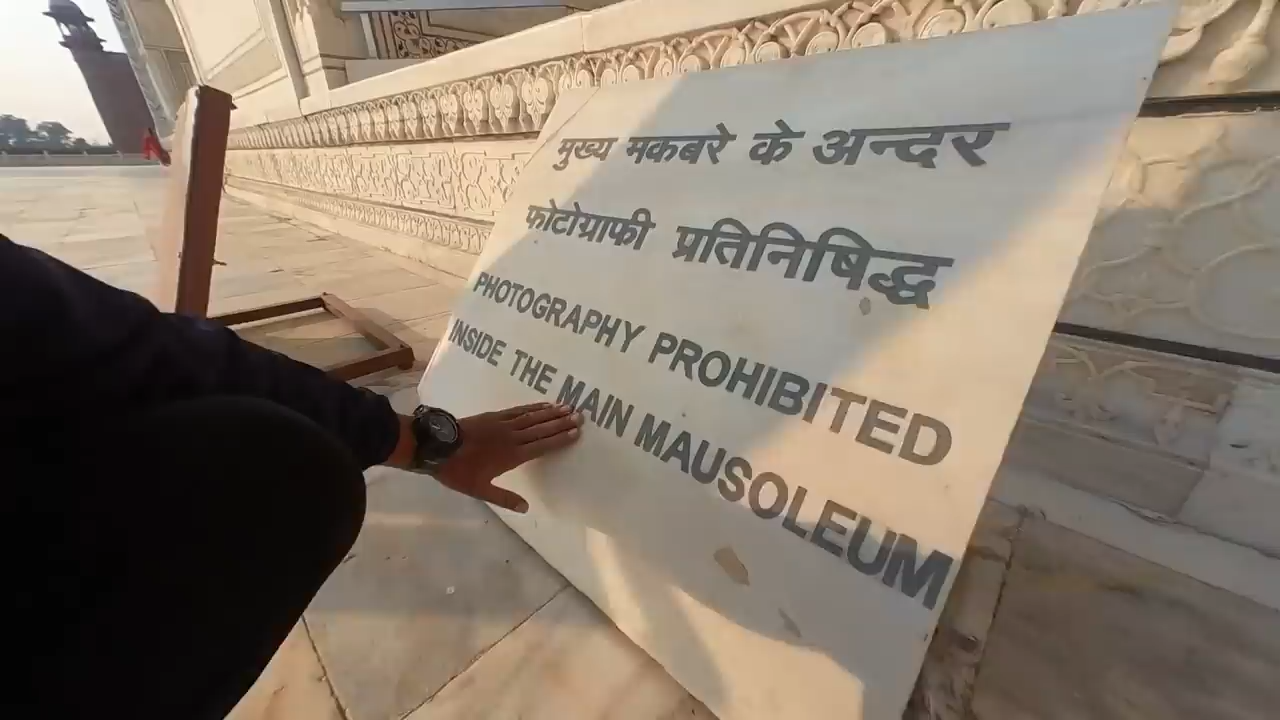 मुख्य मकबरे के अन्दर
फोटोग्राफी प्रतिनिषिद्ध
PHOTOGRAPHY PROHIBITED
INSIDE THE MAIN MAUSOLEUM